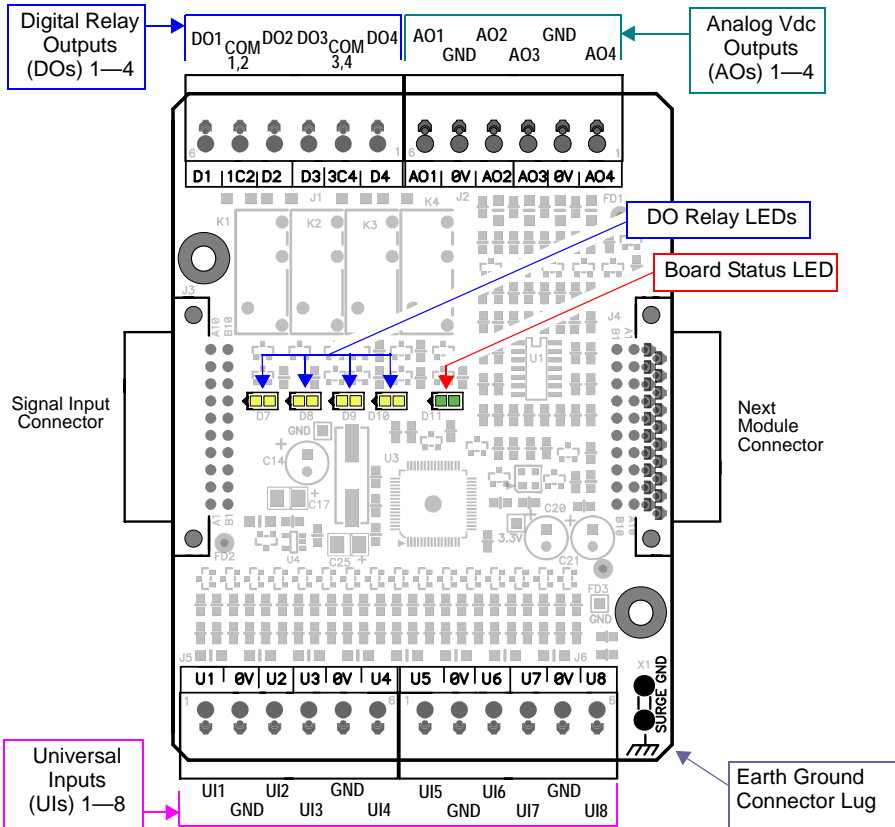 Digital Relay
Outputs
(DOs) 1—4
DO1 COM 1,2 DO2 DO3 COM 3,4 DO4
AO1 GND AO2 AO3 GND AO4
Analog Vdc
Outputs
(AOs) 1—4
6 1 6 1
D1 1C2 D2 D3 3C4 D4 AO1 0V AO2 AO3 0V AO4
J1 J2 FD1
K1 K2 K3 K4
DO Relay LEDs
Board Status LED
J3 A10 B10
J4 B1 A1
U1
Signal Input
Connector
Next
Module
Connector
D7 D8 D9 D10 D11
GND
C14 + U3
C17 +
C20 +
3.3V
A1 B1
B10 A10
FD2 U4 C25 + C21
FD3
GND
J5 J6
U1 0V U2 U3 0V U4 U5 0V U6 U7 0V U8
X1
SURGE GND
1 6 1 6
Universal
Inputs
(UIs) 1—8
UI1 GND UI2 UI3 GND UI4 UI5 GND UI6 UI7 GND UI8
Earth Ground
Connector Lug